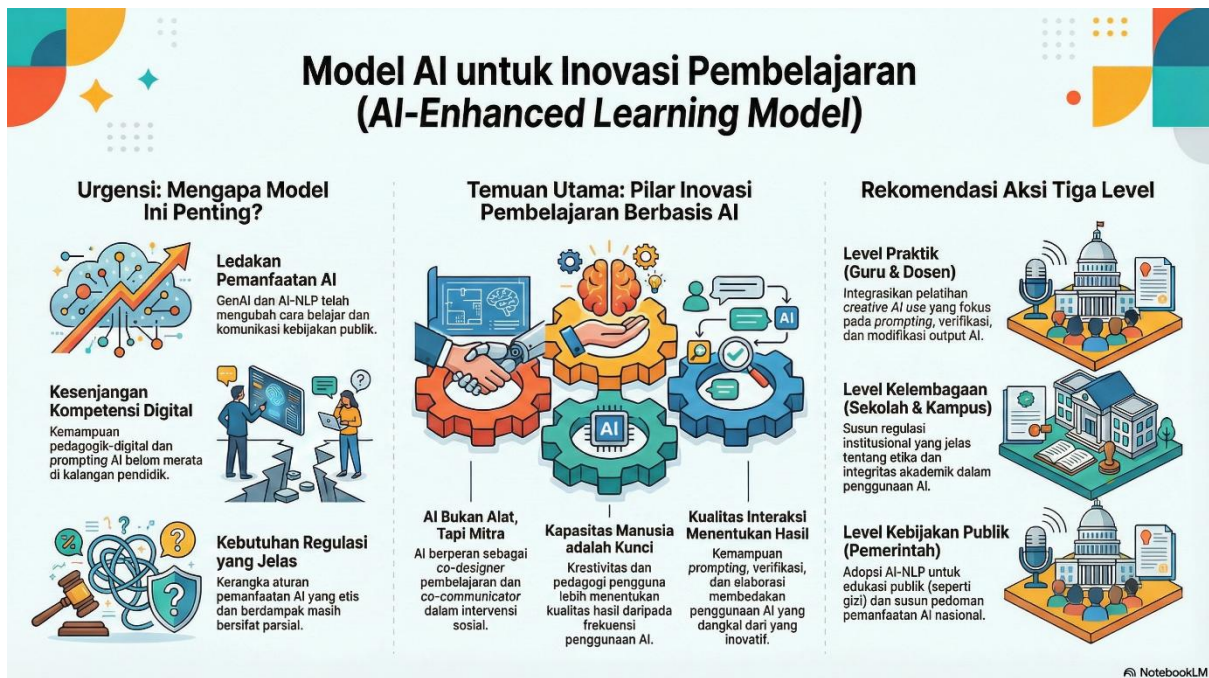 Model AI untuk Inovasi Pembelajaran
(AI-Enhanced Learning Model)
Urgensi: Mengapa Model
Ini Penting?
Ledakan
Pemanfaatan AI
GenAI dan AI-NLP telah
mengubah cara belajar dan
komunikasi kebijakan publik.
Kesenjangan
Kompetensi Digital
Kemampuan
pedagogik-digital dan
prompting AI belum merata
di kalangan pendidik.
Kebutuhan Regulasi
yang Jelas
Kerangka aturan
pemanfaatan AI yang etis
dan berdampak masih
bersifat parsial.
Temuan Utama: Pilar Inovasi
Pembelajaran Berbasis AI
AI
AI
AI Bukan Alat,
Tapi Mitra
AI berperan sebagai
co-designer
pembelajaran dan
co-communicator
dalam intervensi
sosial.
Kapasitas Manusia
adalah Kunci
Kreativitas dan
pedagogi pengguna
lebih menentukan
kualitas hasil daripada
frekuensi
penggunaan AI.
Kualitas Interaksi
Menentukan Hasil
Kemampuan
prompting, verifikasi,
dan elaborasi
membedakan
penggunaan AI yang
dangkal dari yang
inovatif.
Rekomendasi Aksi Tiga Level
Level Praktik
(Guru & Dosen)
Integrasikan pelatihan
creative AI use yang fokus
pada prompting, verifikasi,
dan modifikasi output AI.
Level Kelembagaan
(Sekolah & Kampus)
Susun regulasi
institusional yang jelas
tentang etika dan
integritas akademik dalam
penggunaan AI.
Level Kebijakan Publik
(Pemerintah)
Adopsi AI-NLP untuk
edukasi publik (seperti
gizi) dan susun pedoman
pemanfaatan AI nasional.
NotebookLM